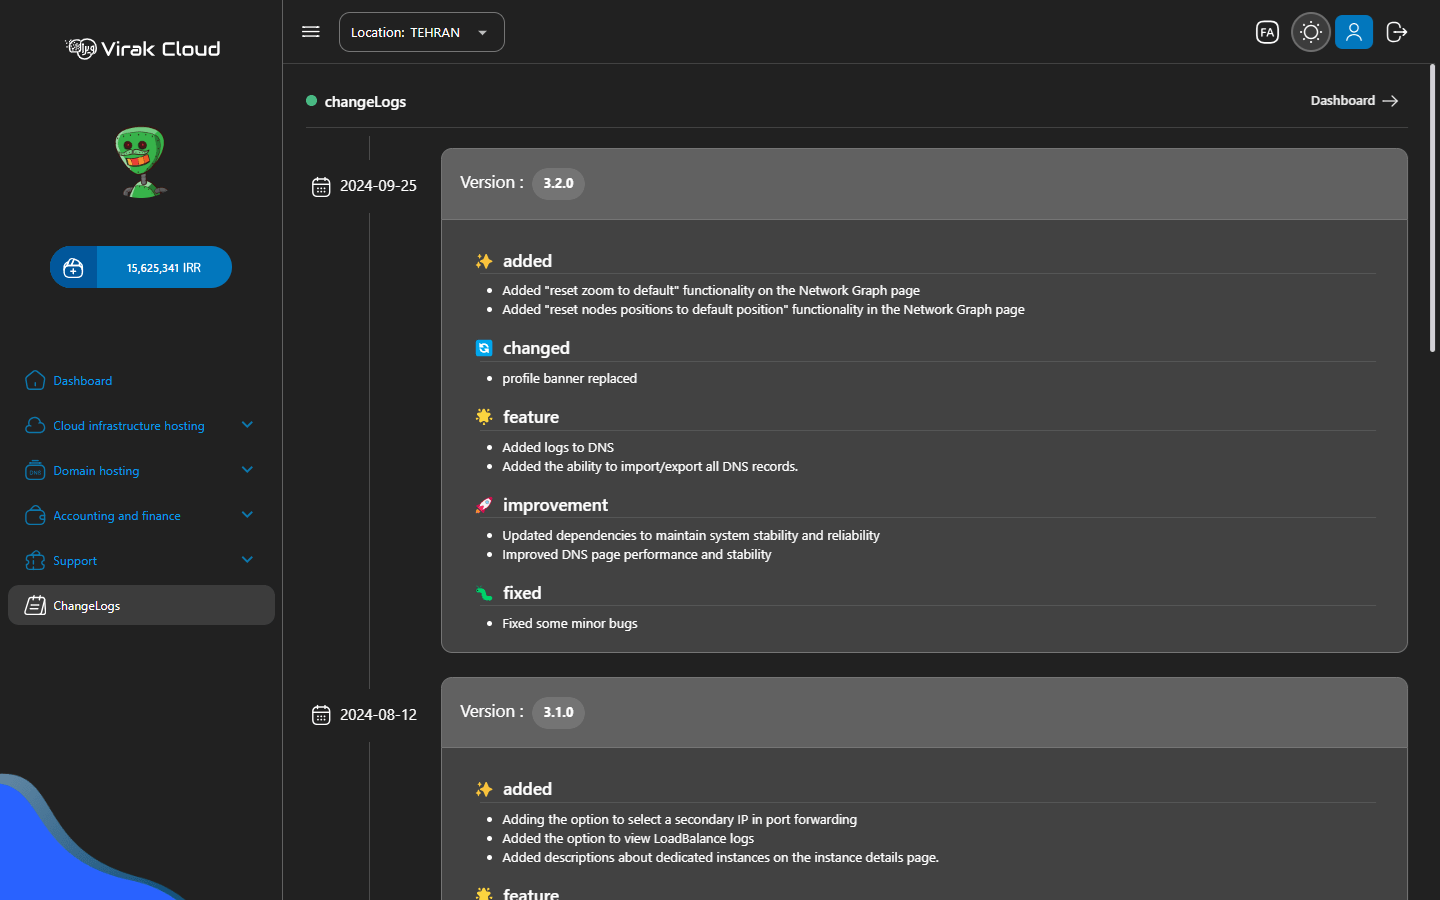 Virak Cloud
Location: TEHRAN
FA
changeLogs
Dashboard
15,625,341 IRR
Dashboard
Cloud infrastructure hosting
DNS
Domain hosting
Accounting and finance
Support
ChangeLogs
2024-09-25
Version : 3.2.0
added
Added "reset zoom to default" functionality on the Network Graph page
Added "reset nodes positions to default position" functionality in the Network Graph page
changed
profile banner replaced
feature
Added logs to DNS
Added the ability to import/export all DNS records.
improvement
Updated dependencies to maintain system stability and reliability
Improved DNS page performance and stability
fixed
Fixed some minor bugs
2024-08-12
Version : 3.1.0
added
Adding the option to select a secondary IP in port forwarding
Added the option to view LoadBalance logs
Added descriptions about dedicated instances on the instance details page.
feature